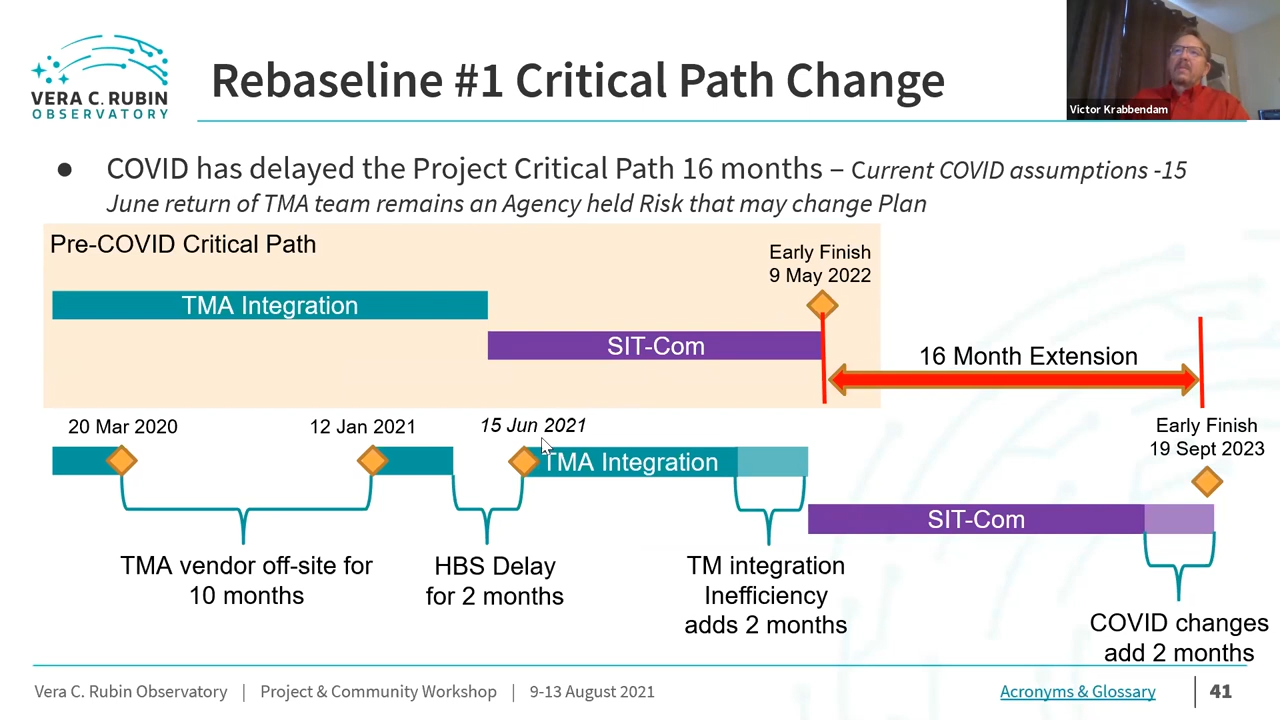 VERA C. RUBIN
OBSERVATORY
Rebaseline #1 Critical Path Change
Victor Krabbendam
● COVID has delayed the Project Critical Path 16 months – Current COVID assumptions -15
June return of TMA team remains an Agency held Risk that may change Plan
Pre-COVID Critical Path
Early Finish
9 May 2022
TMA Integration
SIT-Com
16 Month Extension
20 Mar 2020
12 Jan 2021
15 Jun 2021
Early Finish
19 Sept 2023
TMA Integration
SIT-Com
TMA vendor off-site for
10 months
HBS Delay
for 2 months
TM integration
Inefficiency
adds 2 months
COVID changes
add 2 months
Vera C. Rubin Observatory | Project & Community Workshop | 9-13 August 2021
Acronyms & Glossary
41